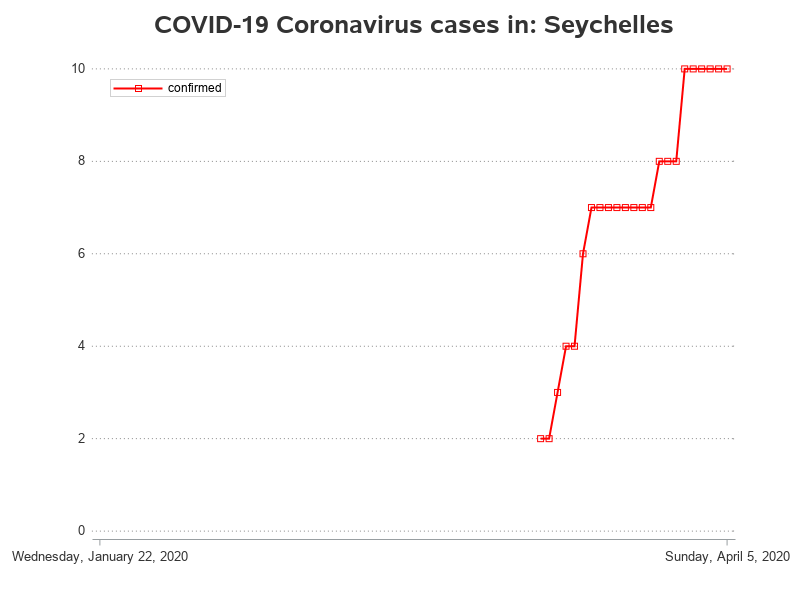 COVID-19 Coronavirus cases in: Seychelles
10
confirmed
8
6
4
2
0
Wednesday, January 22, 2020
Sunday, April 5, 2020